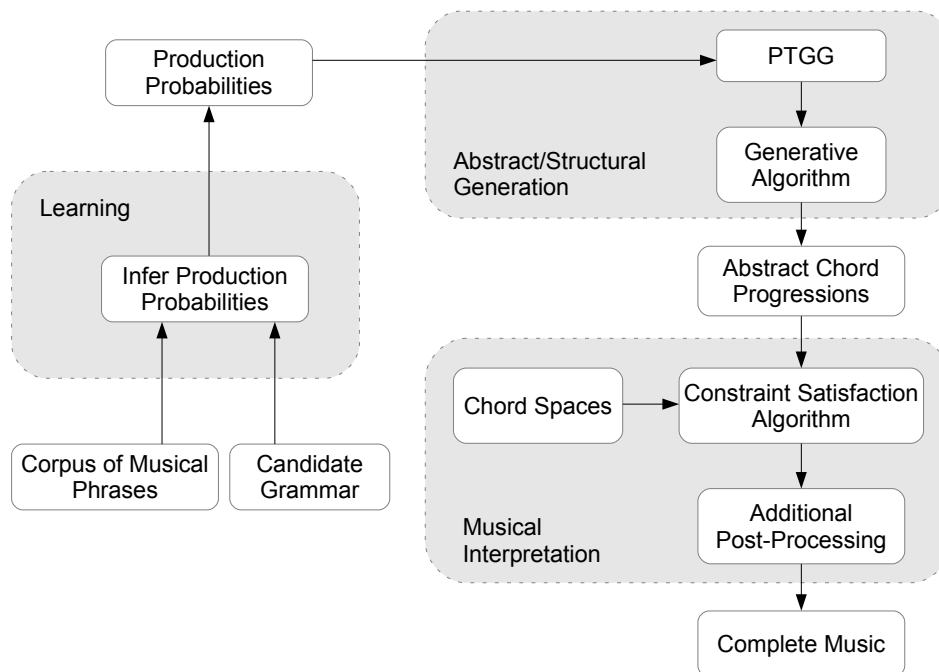 Production
Probabilities
PTGG
Abstract/Structural
Generation
Generative
Algorithm
Learning
Infer Production
Probabilities
Abstract Chord
Progressions
Chord Spaces
Constraint Satisfaction
Algorithm
Corpus of Musical
Phrases
Candidate
Grammar
Musical
Interpretation
Additional
Post-Processing
Complete Music